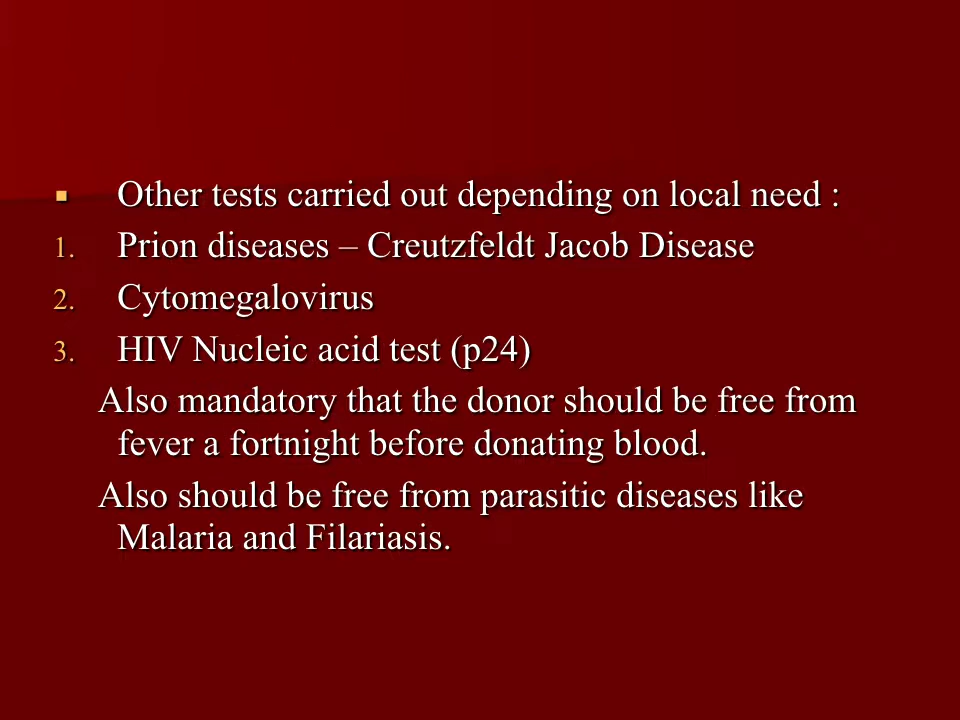 ▪ Other tests carried out depending on local need :
1. Prion diseases – Creutzfeldt Jacob Disease
2. Cytomegalovirus
3. HIV Nucleic acid test (p24)
Also mandatory that the donor should be free from
fever a fortnight before donating blood.
Also should be free from parasitic diseases like
Malaria and Filariasis.